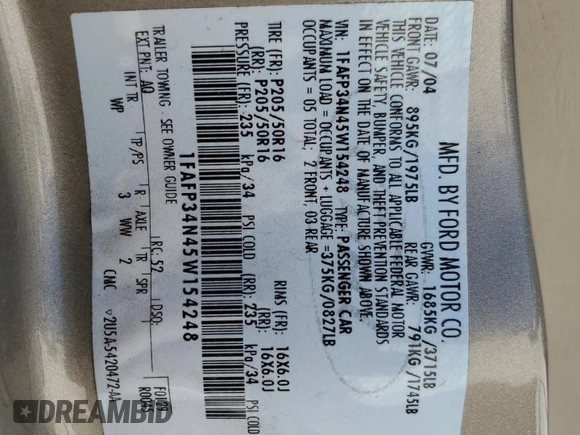 MFD. BY FORD MOTOR CO.
DATE: 07/04 GVWR: 1685KG/3715LB
FRONT GAWR: 895KG/1975LB REAR GAWR: 791KG/1745LB
THIS VEHICLE CONFORMS TO ALL APPLICABLE FEDERAL MOTOR
VEHICLE SAFETY, BUMPER, AND THEFT PREVENTION STANDARDS
IN EFFECT ON THE DATE OF MANUFACTURE SHOWN ABOVE.
VIN: 1FAFP34N45W154248 TYPE: PASSENGER CAR
MAXIMUM LOAD = OCCUPANTS + LUGGAGE =375KG/0827LB
OCCUPANTS = 05 TOTAL; 2 FRONT, 03-REAR
TIRE (FR): P205/50R16 RIMS (FR): 16X6.0J
(RR): P205/50R16 16X6.0J
PRESSURE (FR): 235 kPa/34 PSI COLD (RR): 235 kPa/34 PSI COLD
1FAFP34N45W154248
TRAILER TOWING - SEE OWNER GUIDE
EXT PNT: AQ RC: 52 DSO:
INT TR TP/PS R AXLE TR SPR
WP 3 WW 2
CMC
2U5A-5420472-AA
DREAMBID